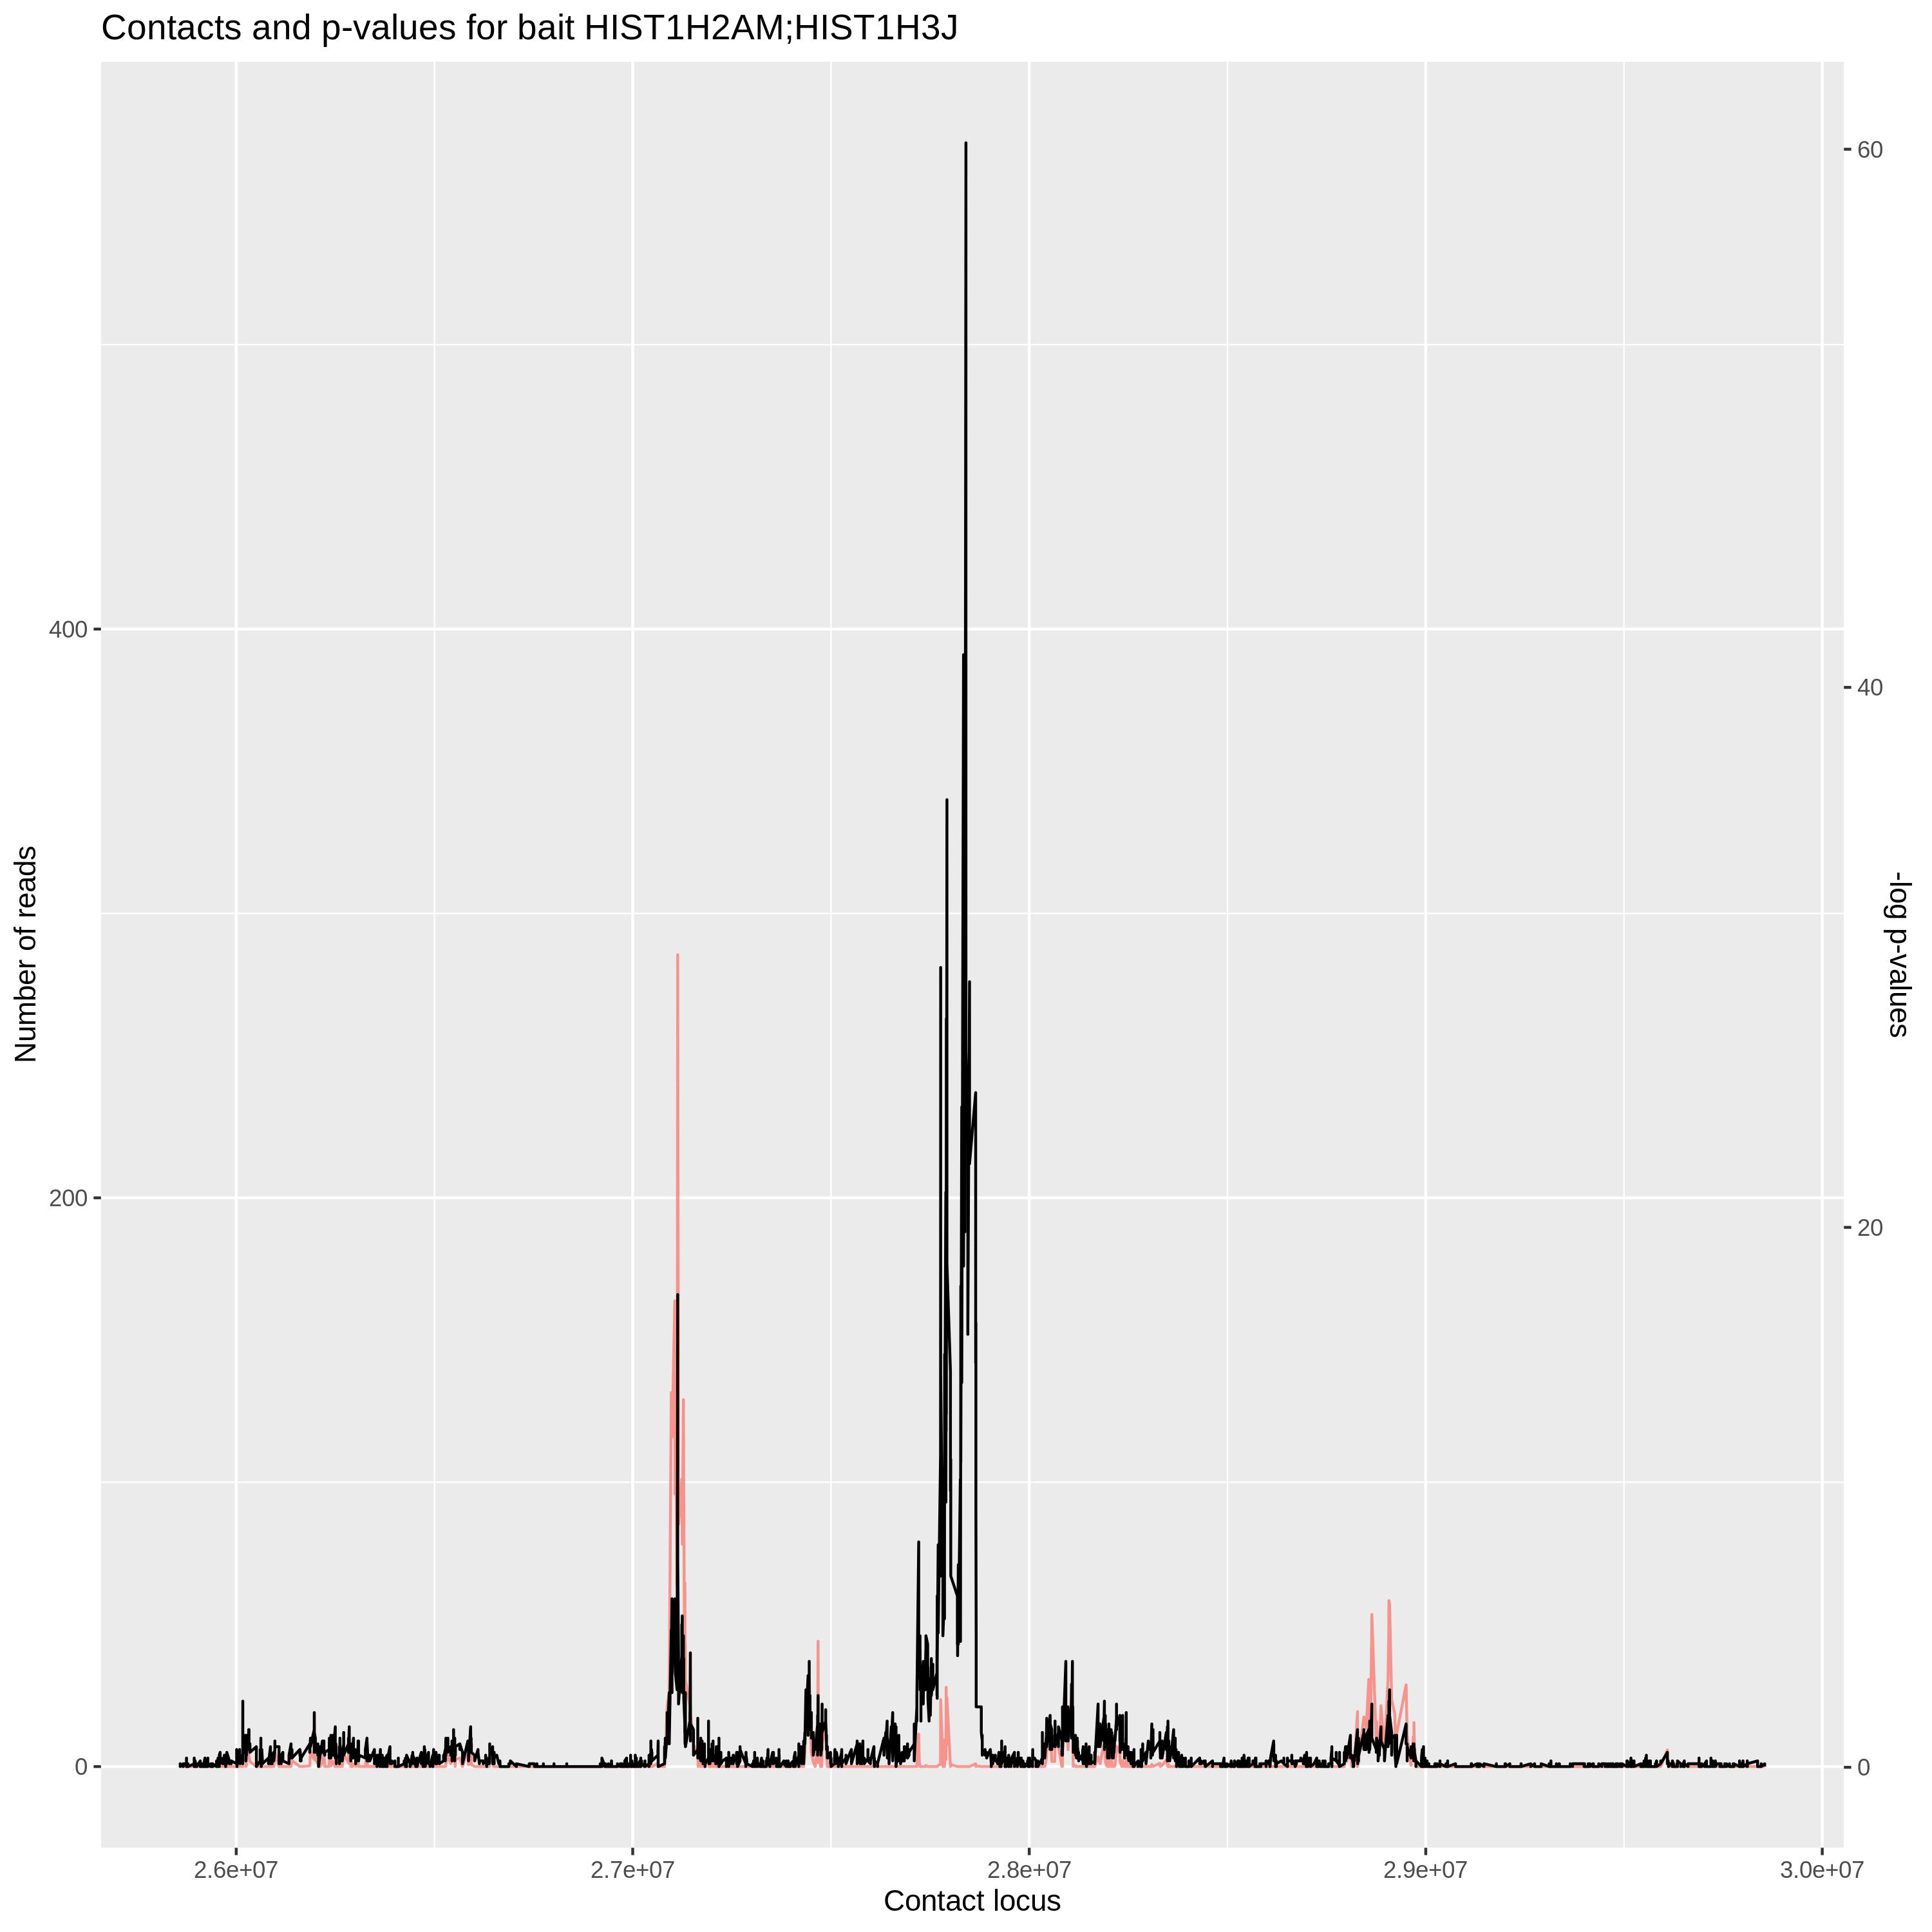 Contacts and p-values for bait HIST1H2AM;HIST1H3J
60
400
40
Number of reads
-log p-values
200
20
0
0
2.6e+07
2.7e+07
2.8e+07
2.9e+07
3.0e+07
Contact locus